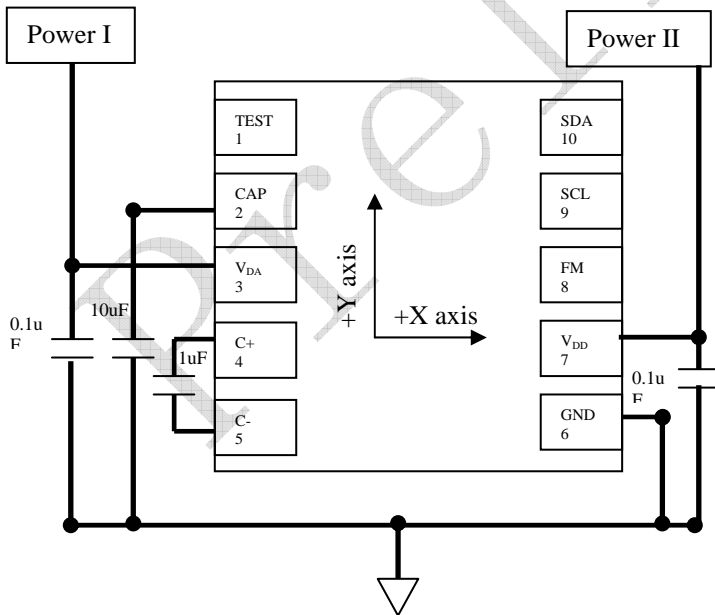 Power I
Power II
TEST
1
SDA
10
CAP
2
SCL
9
VDA
3
FM
8
+Y axis
+X axis
0.1u
F
10uF
1uF
C+
4
VDD
7
0.1u
F
C-
5
GND
6
Prel